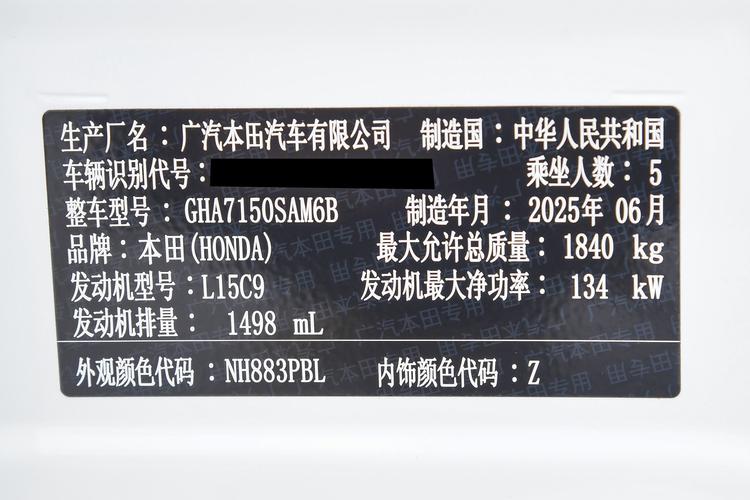 生产厂名：广汽本田汽车有限公司 制造国：中华人民共和国
车辆识别代号： 乘坐人数：5
整车型号：GHA7150SAM6B 制造年月：2025年 06月
品牌：本田(HONDA) 最大允许总质量：1840 kg
发动机型号：L15C9 发动机最大净功率：134 kW
发动机排量：1498 mL
外观颜色代码：NH883PBL 内饰颜色代码：Z